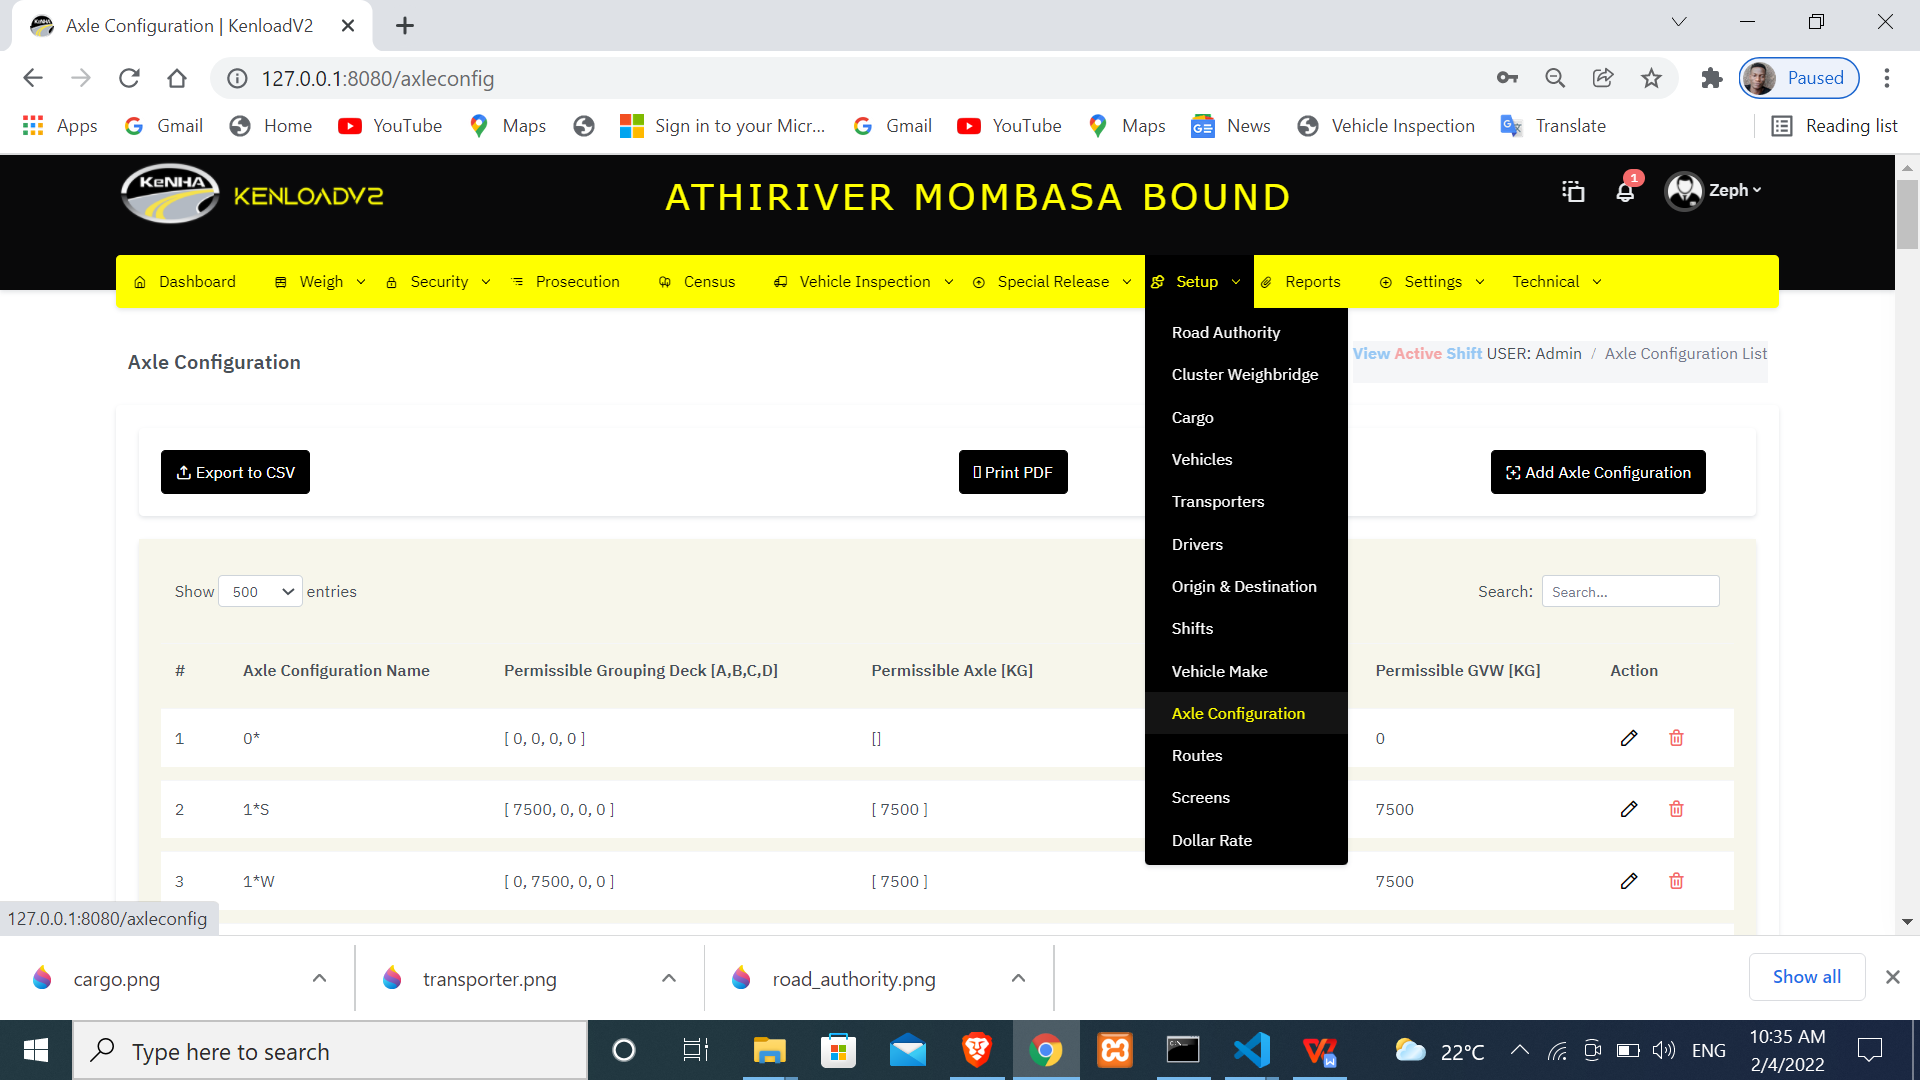 Axle Configuration | KenloadV2
127.0.0.1:8080/axleconfig
Paused
Apps Gmail Home YouTube Maps Sign in to your Micr... Gmail YouTube Maps News Vehicle Inspection Translate Reading list
KeNHA KENLOADV2
ATHIRIVER MOMBASA BOUND
1
Zeph
Dashboard Weigh Security Prosecution Census Vehicle Inspection Special Release Setup Reports Settings Technical
Road Authority
Cluster Weighbridge
Cargo
Vehicles
Transporters
Drivers
Origin & Destination
Shifts
Vehicle Make
Axle Configuration
Routes
Screens
Dollar Rate
Axle Configuration
View Active Shift USER: Admin / Axle Configuration List
Export to CSV Print PDF Add Axle Configuration
Show 500 entries Search: Search...
# Axle Configuration Name Permissible Grouping Deck [A,B,C,D] Permissible Axle [KG] Permissible GVW [KG] Action
1 0* [ 0, 0, 0, 0 ] [] 0
2 1*S [ 7500, 0, 0, 0 ] [ 7500 ] 7500
3 1*W [ 0, 7500, 0, 0 ] [ 7500 ] 7500
127.0.0.1:8080/axleconfig
cargo.png transporter.png road_authority.png Show all
Type here to search
22°C
ENG
10:35 AM
2/4/2022